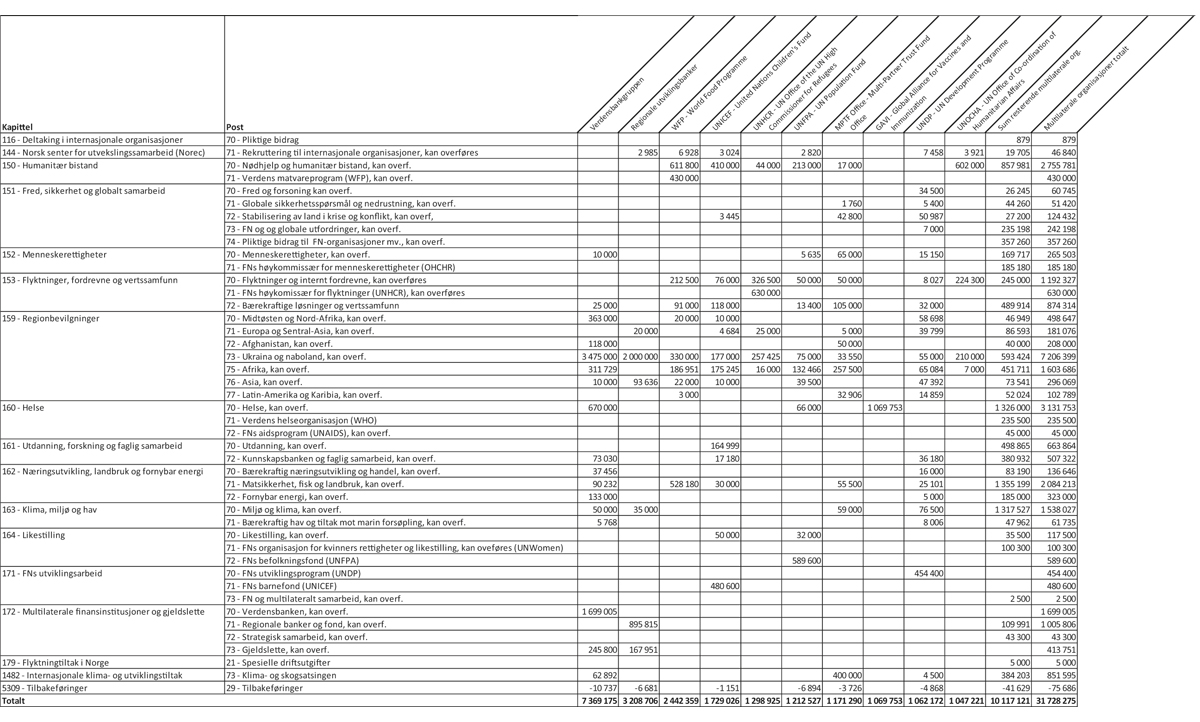 Kapittel Post Verdensbankgruppen Regionale utviklingsbanker WFP - World Food Programme UNICEF - United Nations Children's Fund UNHCR - UN Office of the UN High Commissioner for Refugees UNFPA - UN Population Fund MPTF Office - Multi-Partner Trust Fund Office GAVI - Global Alliance for Vaccines and Immunization UNDP - UN Development Programme UNOCHA - UN Office of Co-ordination of Humanitarian Affairs Sum resterende multilaterale org. Multilaterale organisasjoner totalt
116 - Deltaking i internasjonale organisasjoner 70 - Pliktige bidrag 879 879
144 - Norsk senter for utvekslingssamarbeid (Norec) 71 - Rekruttering til internasjonale organisasjoner, kan overføres 2 985 6 928 3 024 2 820 7 458 3 921 19 705 46 840
150 - Humanitær bistand 70 - Nødhjelp og humanitær bistand, kan overf. 611 800 410 000 44 000 213 000 17 000 602 000 857 981 2 755 781
71 - Verdens matvareprogram (WFP), kan overf. 430 000 430 000
151 - Fred, sikkerhet og globalt samarbeid 70 - Fred og forsoning kan overf. 34 500 26 245 60 745
71 - Globale sikkerhetsspørsmål og nedrustning, kan overf. 1 760 5 400 44 260 51 420
72 - Stabilisering av land i krise og konflikt, kan overf, 3 445 42 800 50 987 27 200 124 432
73 - FN og og globale utfordringer, kan overf. 7 000 235 198 242 198
74 - Pliktige bidrag til FN-organisasjoner mv., kan overf. 357 260 357 260
152 - Menneskerettigheter 70 - Menneskerettigheter, kan overf. 10 000 5 635 65 000 15 150 169 717 265 503
71 - FNs høykommissær for menneskerettigheter (OHCHR) 185 180 185 180
153 - Flyktninger, fordrevne og vertssamfunn 70 - Flyktninger og internt fordrevne, kan overføres 212 500 76 000 326 500 50 000 50 000 8 027 224 300 245 000 1 192 327
71 - FNs høykomissær for flyktninger (UNHCR), kan overføres 630 000 630 000
72 - Bærekraftige løsninger og vertssamfunn 25 000 91 000 118 000 13 400 105 000 32 000 489 914 874 314
159 - Regionbevilgninger 70 - Midtøsten og Nord-Afrika, kan overf. 363 000 20 000 10 000 58 698 46 949 498 647
71 - Europa og Sentral-Asia, kan overf. 20 000 4 684 25 000 5 000 39 799 86 593 181 076
72 - Afghanistan, kan overf. 118 000 50 000 40 000 208 000
73 - Ukraina og naboland, kan overf. 3 475 000 2 000 000 330 000 177 000 257 425 75 000 33 550 55 000 210 000 593 424 7 206 399
75 - Afrika, kan overf. 311 729 186 951 175 245 16 000 132 466 257 500 65 084 7 000 451 711 1 603 686
76 - Asia, kan overf. 10 000 93 636 22 000 10 000 39 500 47 392 73 541 296 069
77 - Latin-Amerika og Karibia, kan overf. 3 000 32 906 14 859 52 024 102 789
160 - Helse 70 - Helse, kan overf. 670 000 66 000 1 069 753 1 326 000 3 131 753
71 - Verdens helseorganisasjon (WHO) 235 500 235 500
72 - FNs aidsprogram (UNAIDS), kan overf. 45 000 45 000
161 - Utdanning, forskning og faglig samarbeid 70 - Utdanning, kan overf. 164 999 498 865 663 864
72 - Kunnskapsbanken og faglig samarbeid, kan overf. 73 030 17 180 36 180 380 932 507 322
162 - Næringsutvikling, landbruk og fornybar energi 70 - Bærekraftig næringsutvikling og handel, kan overf. 37 456 16 000 83 190 136 646
71 - Matsikkerhet, fisk og landbruk, kan overf. 90 232 528 180 30 000 55 500 25 101 1 355 199 2 084 213
72 - Fornybar energi, kan overf. 133 000 5 000 185 000 323 000
163 - Klima, miljø og hav 70 - Miljø og klima, kan overf. 50 000 35 000 59 000 76 500 1 317 527 1 538 027
71 - Bærekraftig hav og tiltak mot marin forsøpling, kan overf. 5 768 8 006 47 962 61 735
164 - Likestilling 70 - Likestilling, kan overf. 50 000 32 000 35 500 117 500
71 - FNs organisasjon for kvinners rettigheter og likestilling, kan oveføres (UNWomen) 100 300 100 300
72 - FNs befolkningsfond (UNFPA) 589 600 589 600
171 - FNs utviklingsarbeid 70 - FNs utviklingsprogram (UNDP) 454 400 454 400
71 - FNs barnefond (UNICEF) 480 600 480 600
73 - FN og multilateralt samarbeid, kan overf. 2 500 2 500
172 - Multilaterale finansinstitusjoner og gjeldslette 70 - Verdensbanken, kan overf. 1 699 005 1 699 005
71 - Regionale banker og fond, kan overf. 895 815 109 991 1 005 806
72 - Strategisk samarbeid, kan overf. 43 300 43 300
73 - Gjeldslette, kan overf. 245 800 167 951 413 751
179 - Flyktningtiltak i Norge 21 - Spesielle driftsutgifter 5 000 5 000
1482 - Internasjonale klima- og utviklingstiltak 73 - Klima- og skogsatsingen 62 892 400 000 4 500 384 203 851 595
5309 - Tilbakeføringer 29 - Tilbakeføringer -10 737 -6 681 -1 151 -6 894 -3 726 -4 868 -41 629 -75 686
Totalt 7 369 175 3 208 706 2 442 359 1 729 026 1 298 925 1 212 527 1 171 290 1 069 753 1 062 172 1 047 221 10 117 121 31 728 275